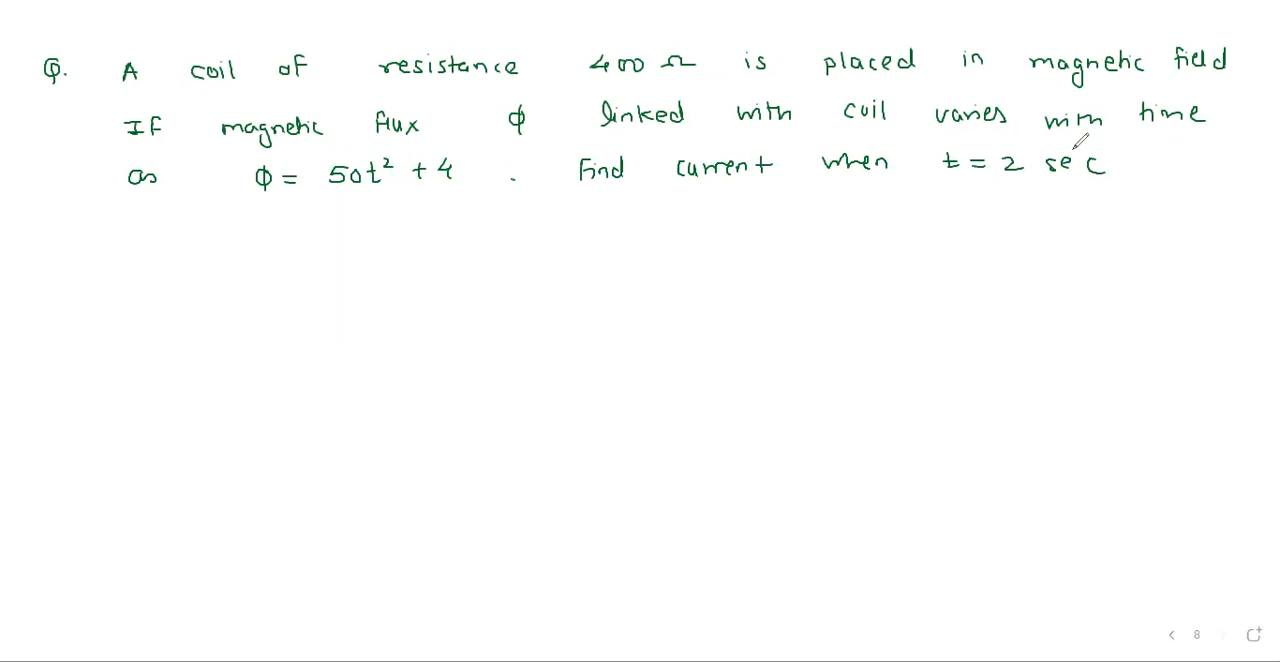 Q. A coil of resistance 400 Ω is placed in magnetic field
If magnetic flux ϕ linked with coil varies with time
as ϕ = 50t² + 4 . Find current when t = 2 sec
8